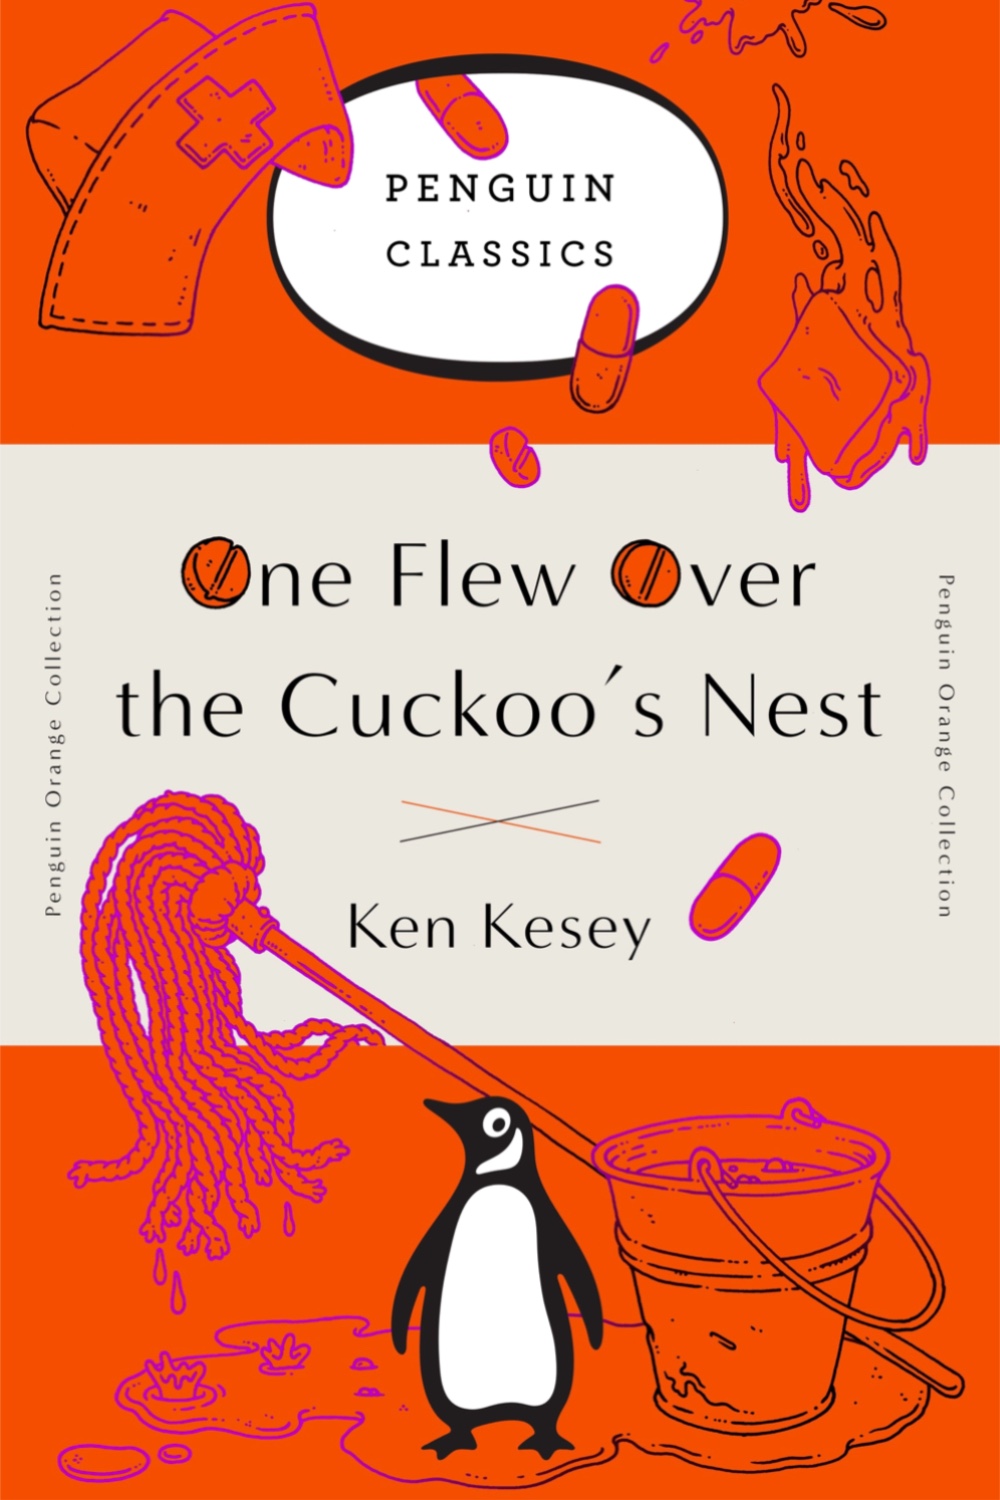 PENGUIN
CLASSICS
One Flew Over
the Cuckoo's Nest
Ken Kesey
Penguin Orange Collection
Penguin Orange Collection